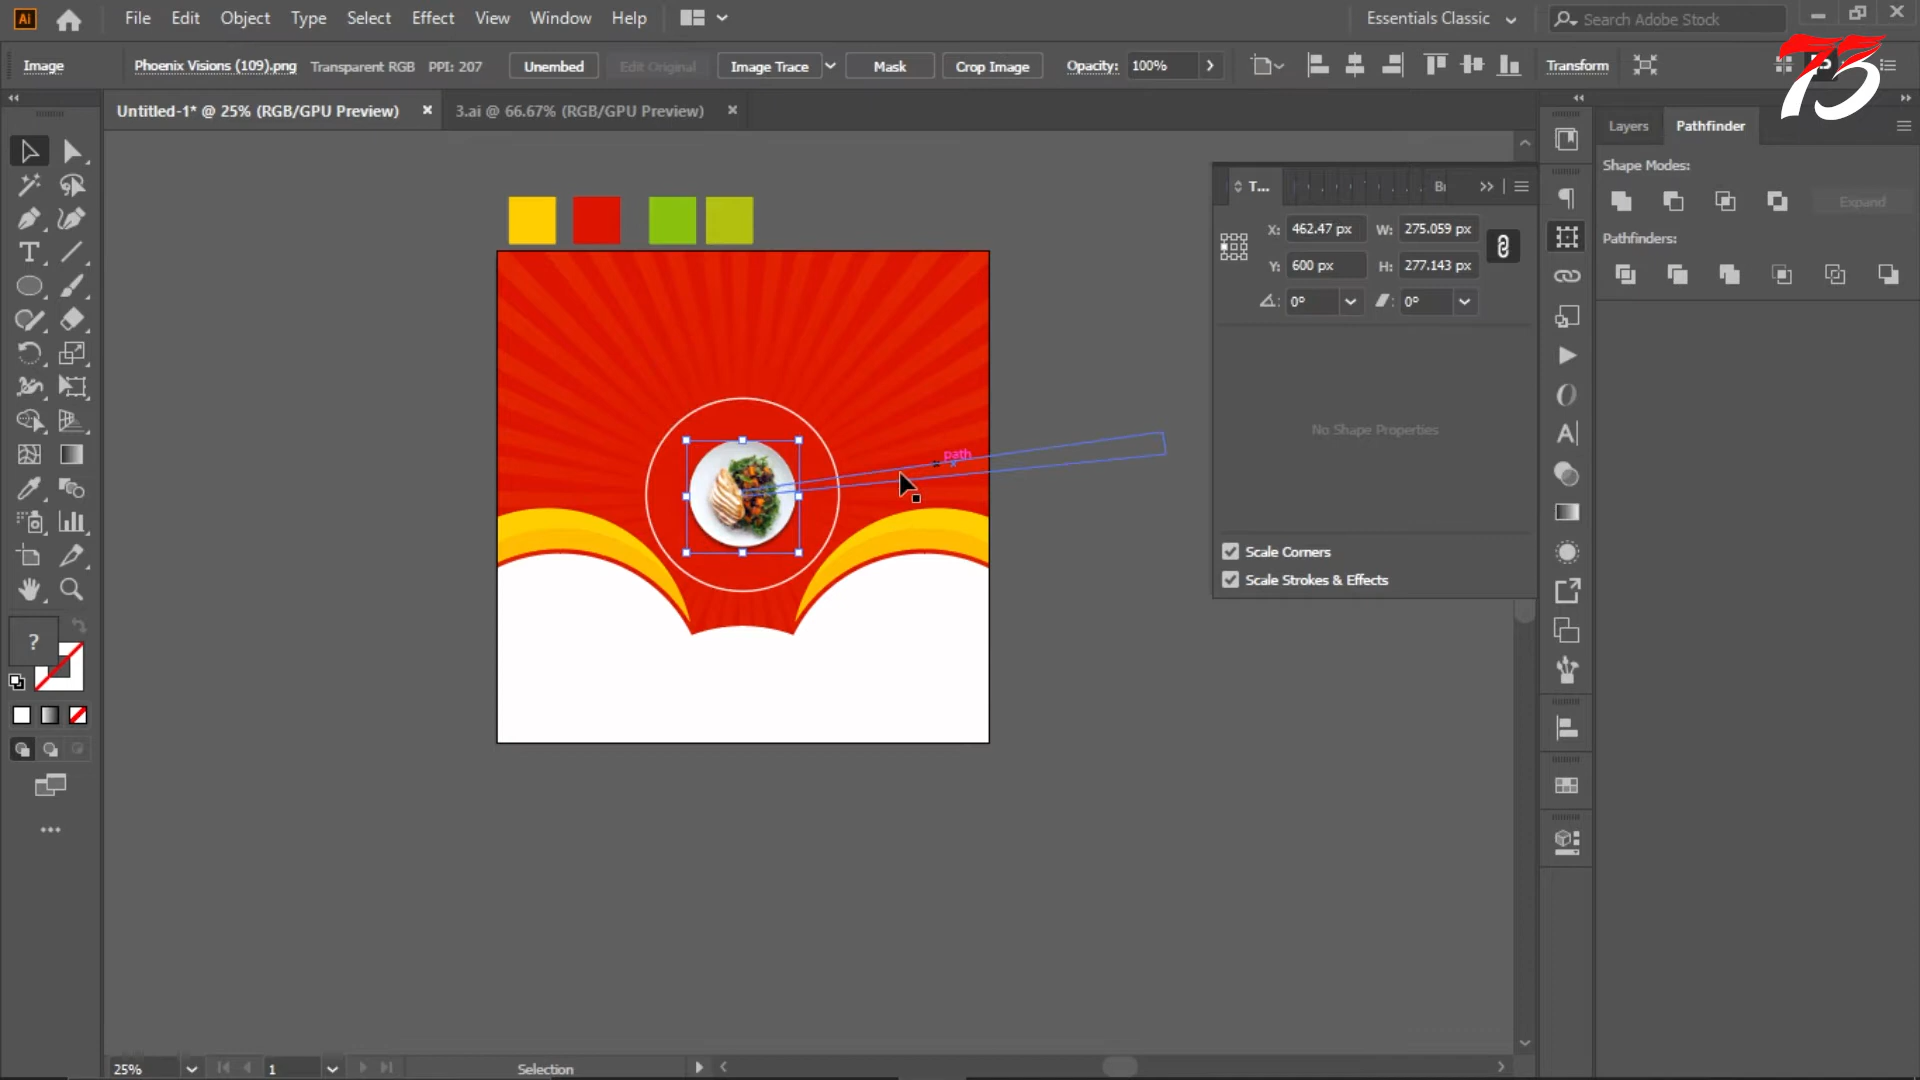 Ai File Edit Object Type Select Effect View Window Help Essentials Classic Search Adobe Stock
Image Phoenix Visions (109).png Transparent RGB PPI: 207 Unembed Edit Original Image Trace Mask Crop Image Opacity: 100% Transform
Untitled-1* @ 25% (RGB/GPU Preview) 3.ai @ 66.67% (RGB/GPU Preview)
Layers Pathfinder
Shape Modes:
Expand
Pathfinders:
T...
X: 462.47 px W: 275.059 px
Y: 600 px H: 277.143 px
0° 0°
No Shape Properties
Scale Corners
Scale Strokes & Effects
path
?
25% 1 Selection